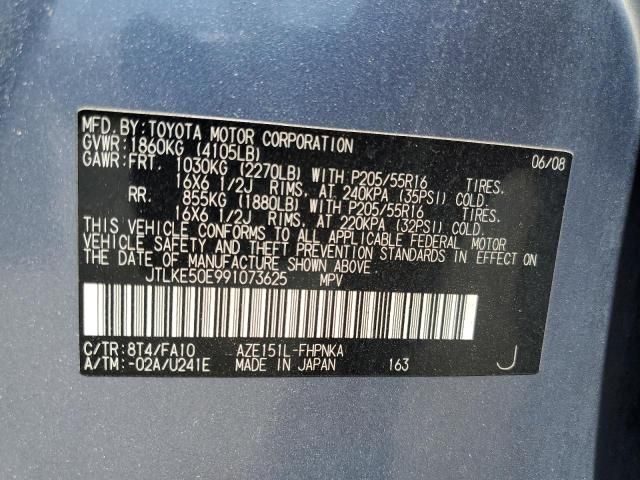 MFD.BY:TOYOTA MOTOR CORPORATION 06/08
GVWR:1860KG (4105LB)
GAWR:FRT. 1030KG (2270LB) WITH P205/55R16 TIRES.
16X6 1/2J RIMS. AT 240KPA (35PSI) COLD.
RR. 855KG (1880LB) WITH P205/55R16 TIRES.
16X6 1/2J RIMS. AT 220KPA (32PSI) COLD.
THIS VEHICLE CONFORMS TO ALL APPLICABLE FEDERAL MOTOR
VEHICLE SAFETY AND THEFT PREVENTION STANDARDS IN EFFECT ON
THE DATE OF MANUFACTURE SHOWN ABOVE.
JTLKE50E991073625 MPV
C/TR:8T4/FA10 AZE151L-FHPNKA
A/TM:-02A/U241E MADE IN JAPAN 163 J